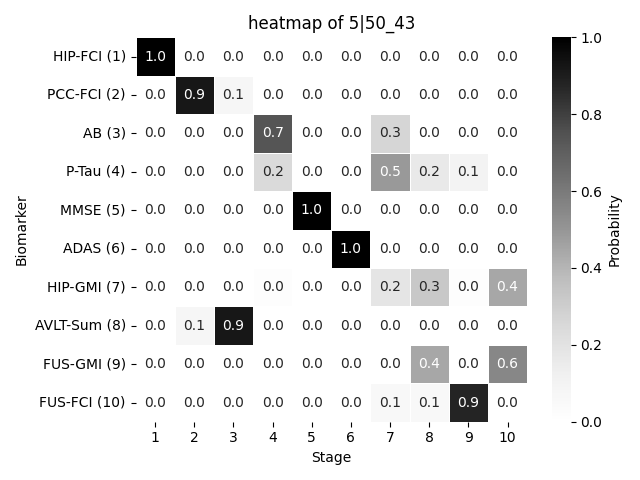 heatmap of 5|50_43
HIP-FCI (1) 1.0 0.0 0.0 0.0 0.0 0.0 0.0 0.0 0.0 0.0
PCC-FCI (2) 0.0 0.9 0.1 0.0 0.0 0.0 0.0 0.0 0.0 0.0
AB (3) 0.0 0.0 0.0 0.7 0.0 0.0 0.3 0.0 0.0 0.0
P-Tau (4) 0.0 0.0 0.0 0.2 0.0 0.0 0.5 0.2 0.1 0.0
MMSE (5) 0.0 0.0 0.0 0.0 1.0 0.0 0.0 0.0 0.0 0.0
ADAS (6) 0.0 0.0 0.0 0.0 0.0 1.0 0.0 0.0 0.0 0.0
HIP-GMI (7) 0.0 0.0 0.0 0.0 0.0 0.0 0.2 0.3 0.0 0.4
AVLT-Sum (8) 0.0 0.1 0.9 0.0 0.0 0.0 0.0 0.0 0.0 0.0
FUS-GMI (9) 0.0 0.0 0.0 0.0 0.0 0.0 0.0 0.4 0.0 0.6
FUS-FCI (10) 0.0 0.0 0.0 0.0 0.0 0.0 0.1 0.1 0.9 0.0
1 2 3 4 5 6 7 8 9 10
Stage
Biomarker
1.0
0.8
0.6
0.4
0.2
0.0
Probability